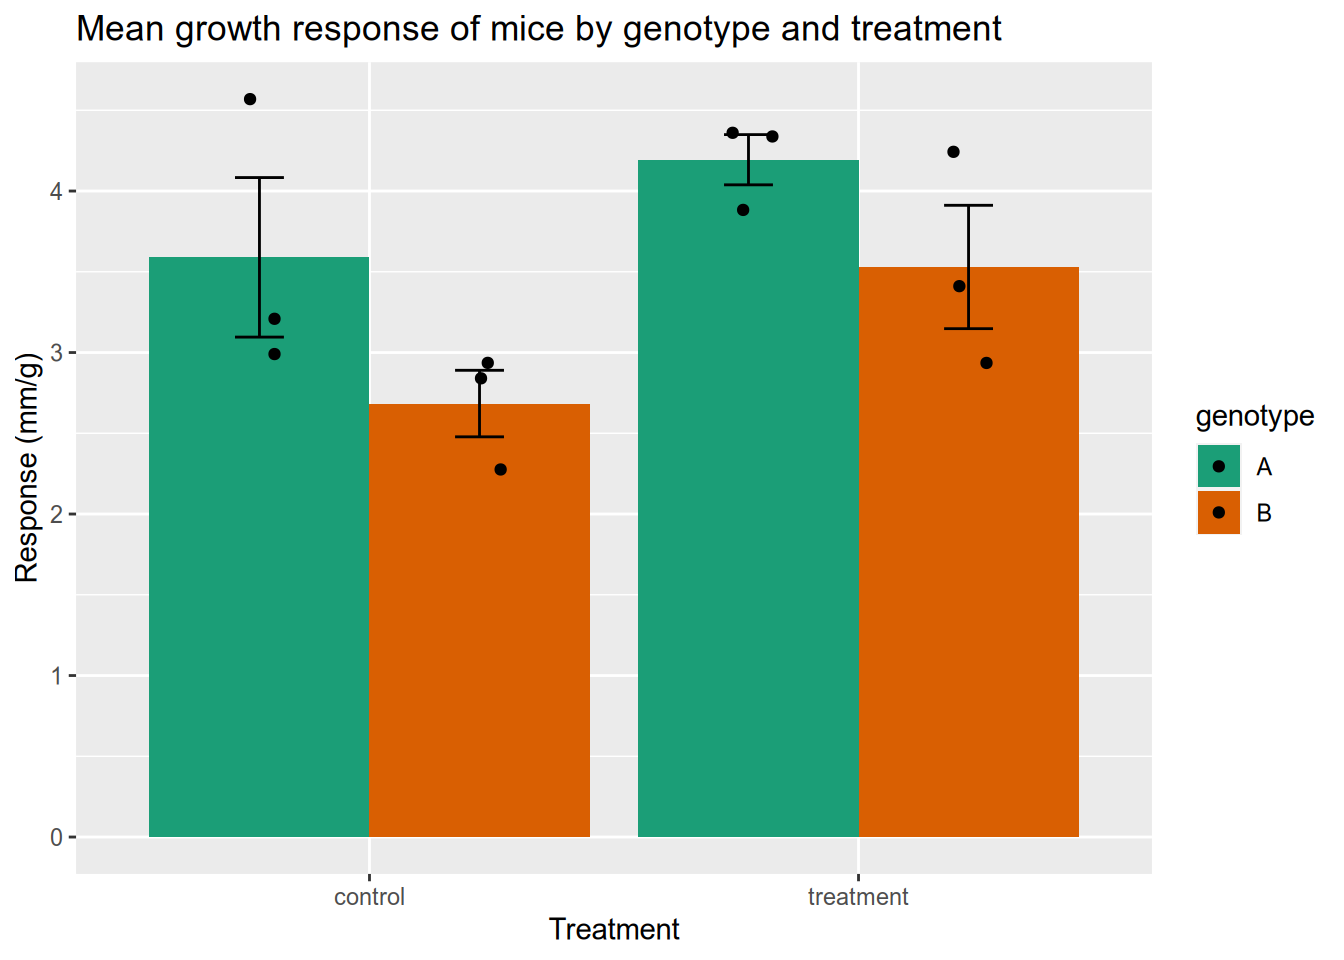 Mean growth response of mice by genotype and treatment
Response (mm/g)
4
3
2
1
0
control
treatment
Treatment
genotype
A
B